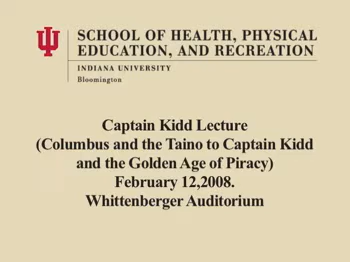 SCHOOL OF HEALTH, PHYSICAL
EDUCATION, AND RECREATION
INDIANA UNIVERSITY
Bloomington
Captain Kidd Lecture
(Columbus and the Taino to Captain Kidd
and the Golden Age of Piracy)
February 12,2008.
Whittenberger Auditorium